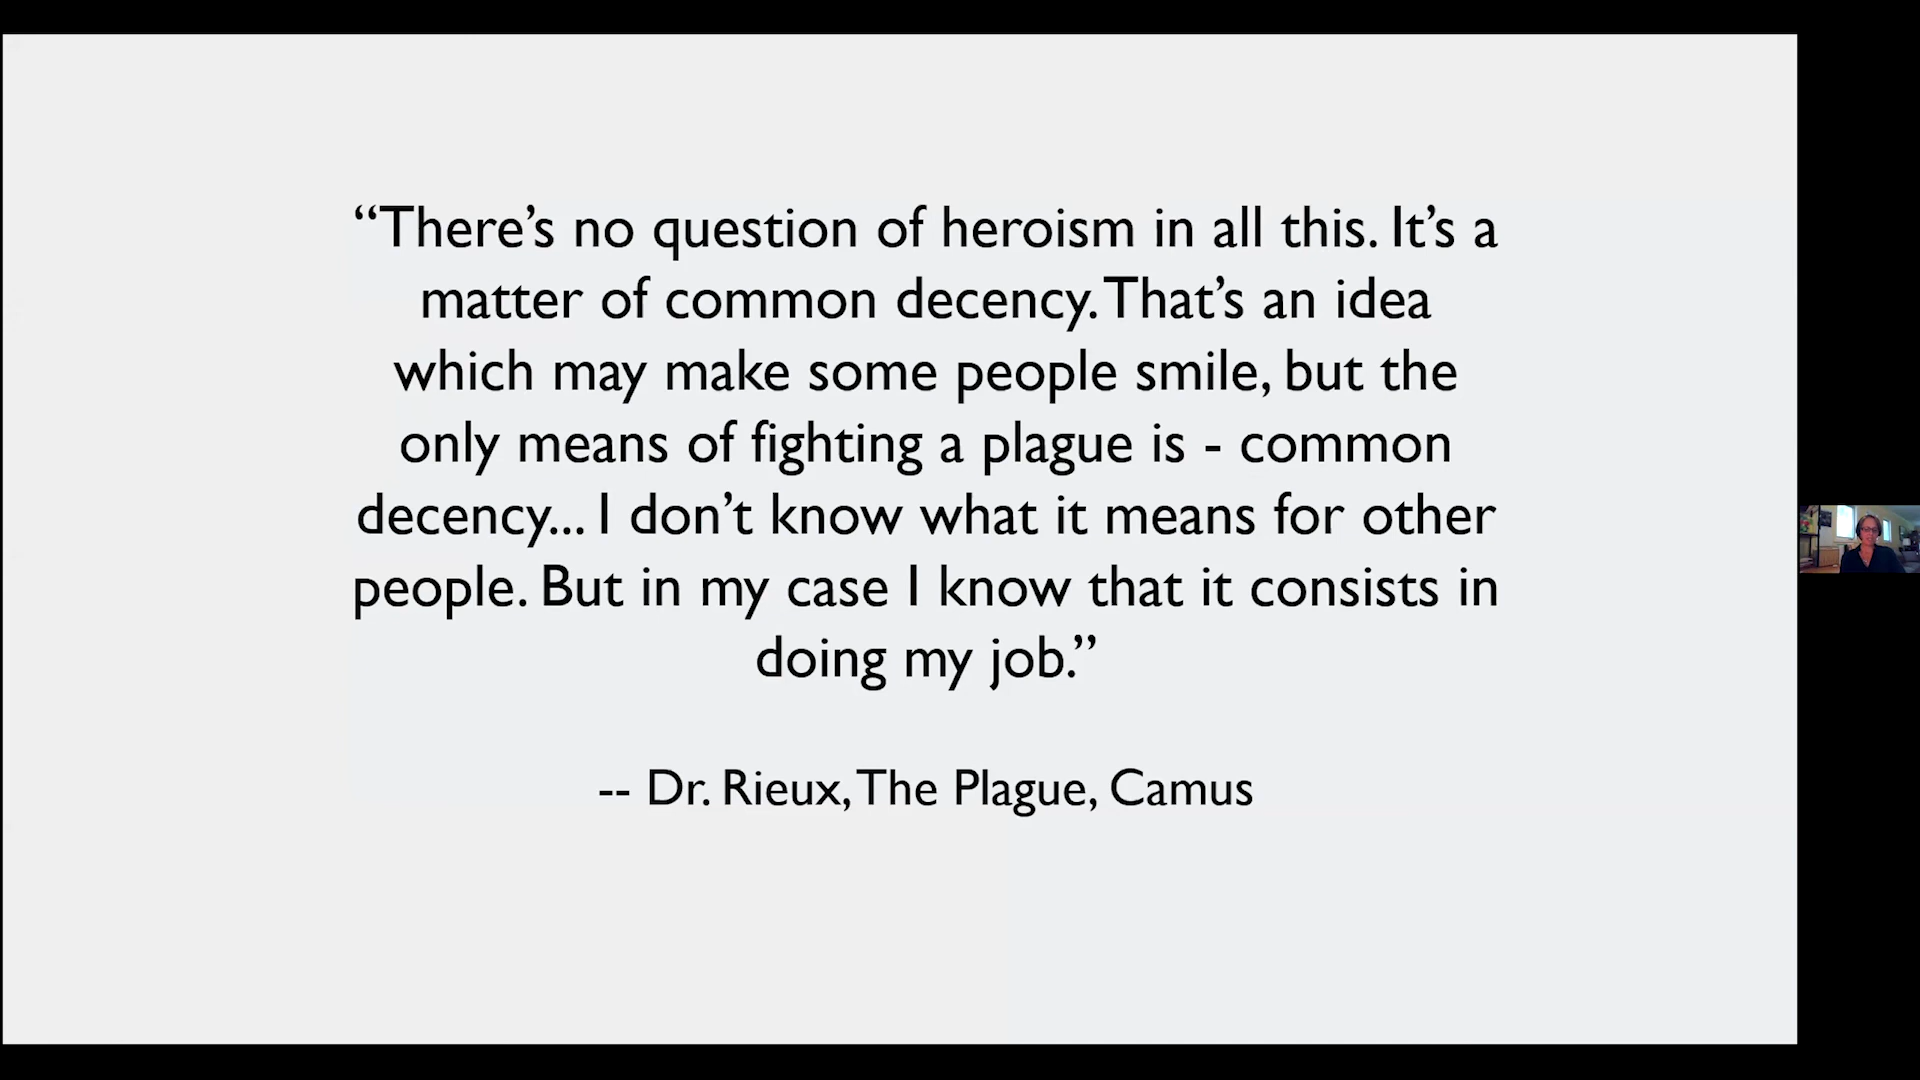 “There’s no question of heroism in all this. It’s a
matter of common decency. That’s an idea
which may make some people smile, but the
only means of fighting a plague is - common
decency... I don’t know what it means for other
people. But in my case I know that it consists in
doing my job.”
-- Dr. Rieux, The Plague, Camus